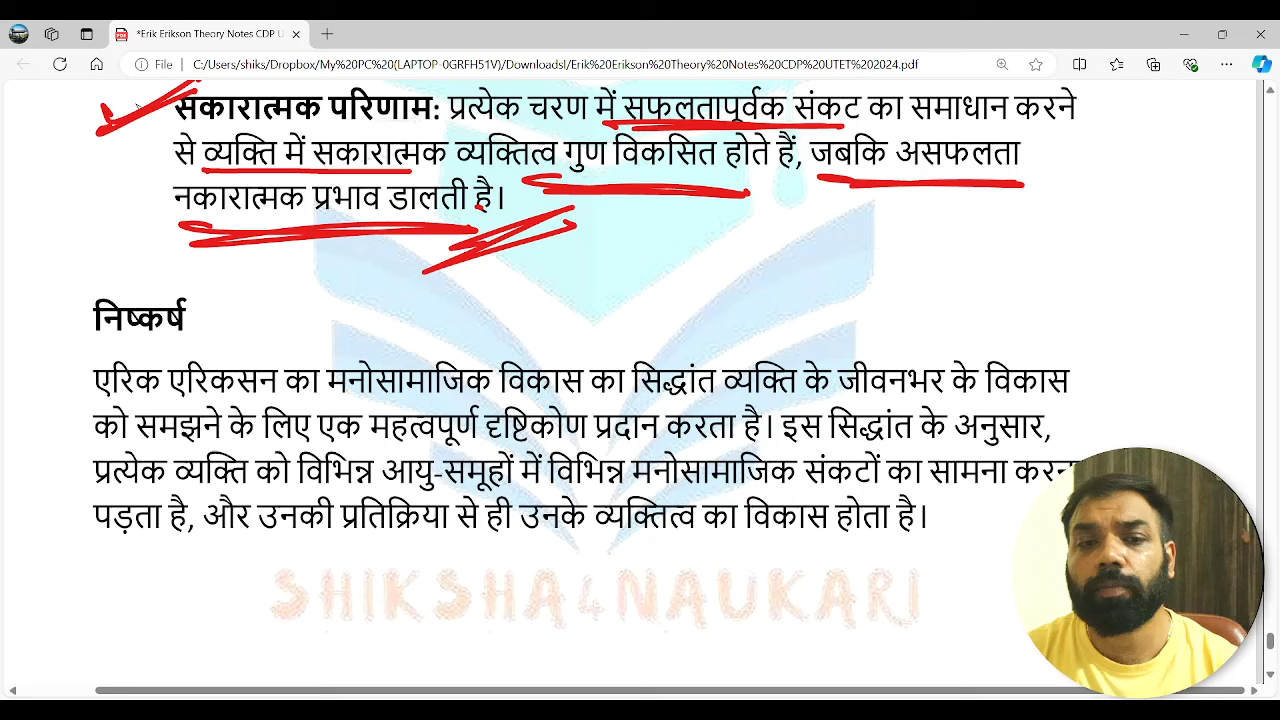 *Erik Erikson Theory Notes CDP U
File
C:/Users/shiks/Dropbox/My%20PC%20(LAPTOP-0GRFH51V)/Downloads/Erik%20Erikson%20Theory%20Notes%20CDP%20UTET%202024.pdf
सकारात्मक परिणाम: प्रत्येक चरण में सफलतापूर्वक संकट का समाधान करने
से व्यक्ति में सकारात्मक व्यक्तित्व गुण विकसित होते हैं, जबकि असफलता
नकारात्मक प्रभाव डालती है।
निष्कर्ष
एरिक एरिकसन का मनोसामाजिक विकास का सिद्धांत व्यक्ति के जीवनभर के विकास
को समझने के लिए एक महत्वपूर्ण दृष्टिकोण प्रदान करता है। इस सिद्धांत के अनुसार,
प्रत्येक व्यक्ति को विभिन्न आयु-समूहों में विभिन्न मनोसामाजिक संकटों का सामना करना
पड़ता है, और उनकी प्रतिक्रिया से ही उनके व्यक्तित्व का विकास होता है।
SHIKSHA4NAUKARI